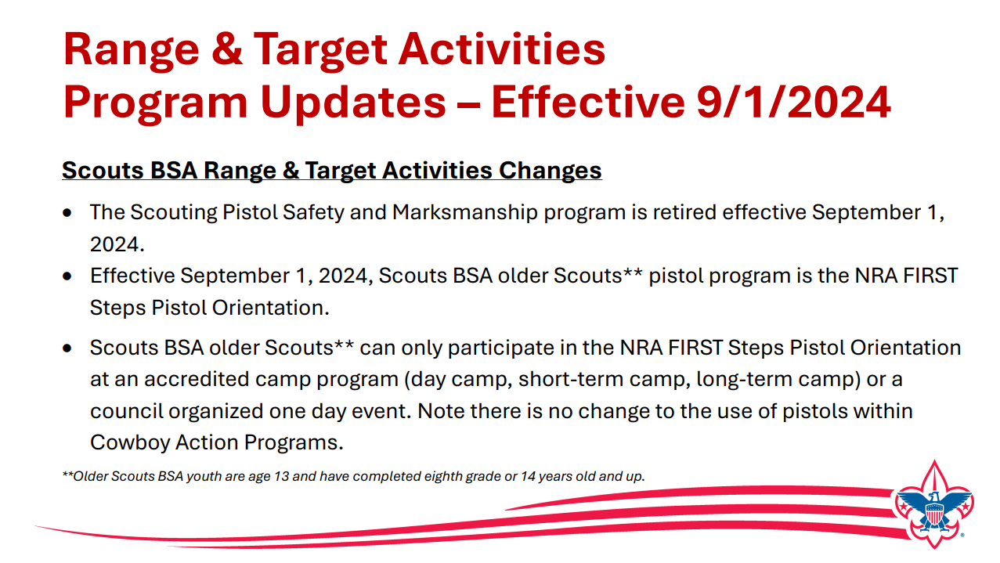 Range & Target Activities
Program Updates – Effective 9/1/2024
Scouts BSA Range & Target Activities Changes
• The Scouting Pistol Safety and Marksmanship program is retired effective September 1,
2024.
• Effective September 1, 2024, Scouts BSA older Scouts** pistol program is the NRA FIRST
Steps Pistol Orientation.
• Scouts BSA older Scouts** can only participate in the NRA FIRST Steps Pistol Orientation
at an accredited camp program (day camp, short-term camp, long-term camp) or a
council organized one day event. Note there is no change to the use of pistols within
Cowboy Action Programs.
**Older Scouts BSA youth are age 13 and have completed eighth grade or 14 years old and up.
®